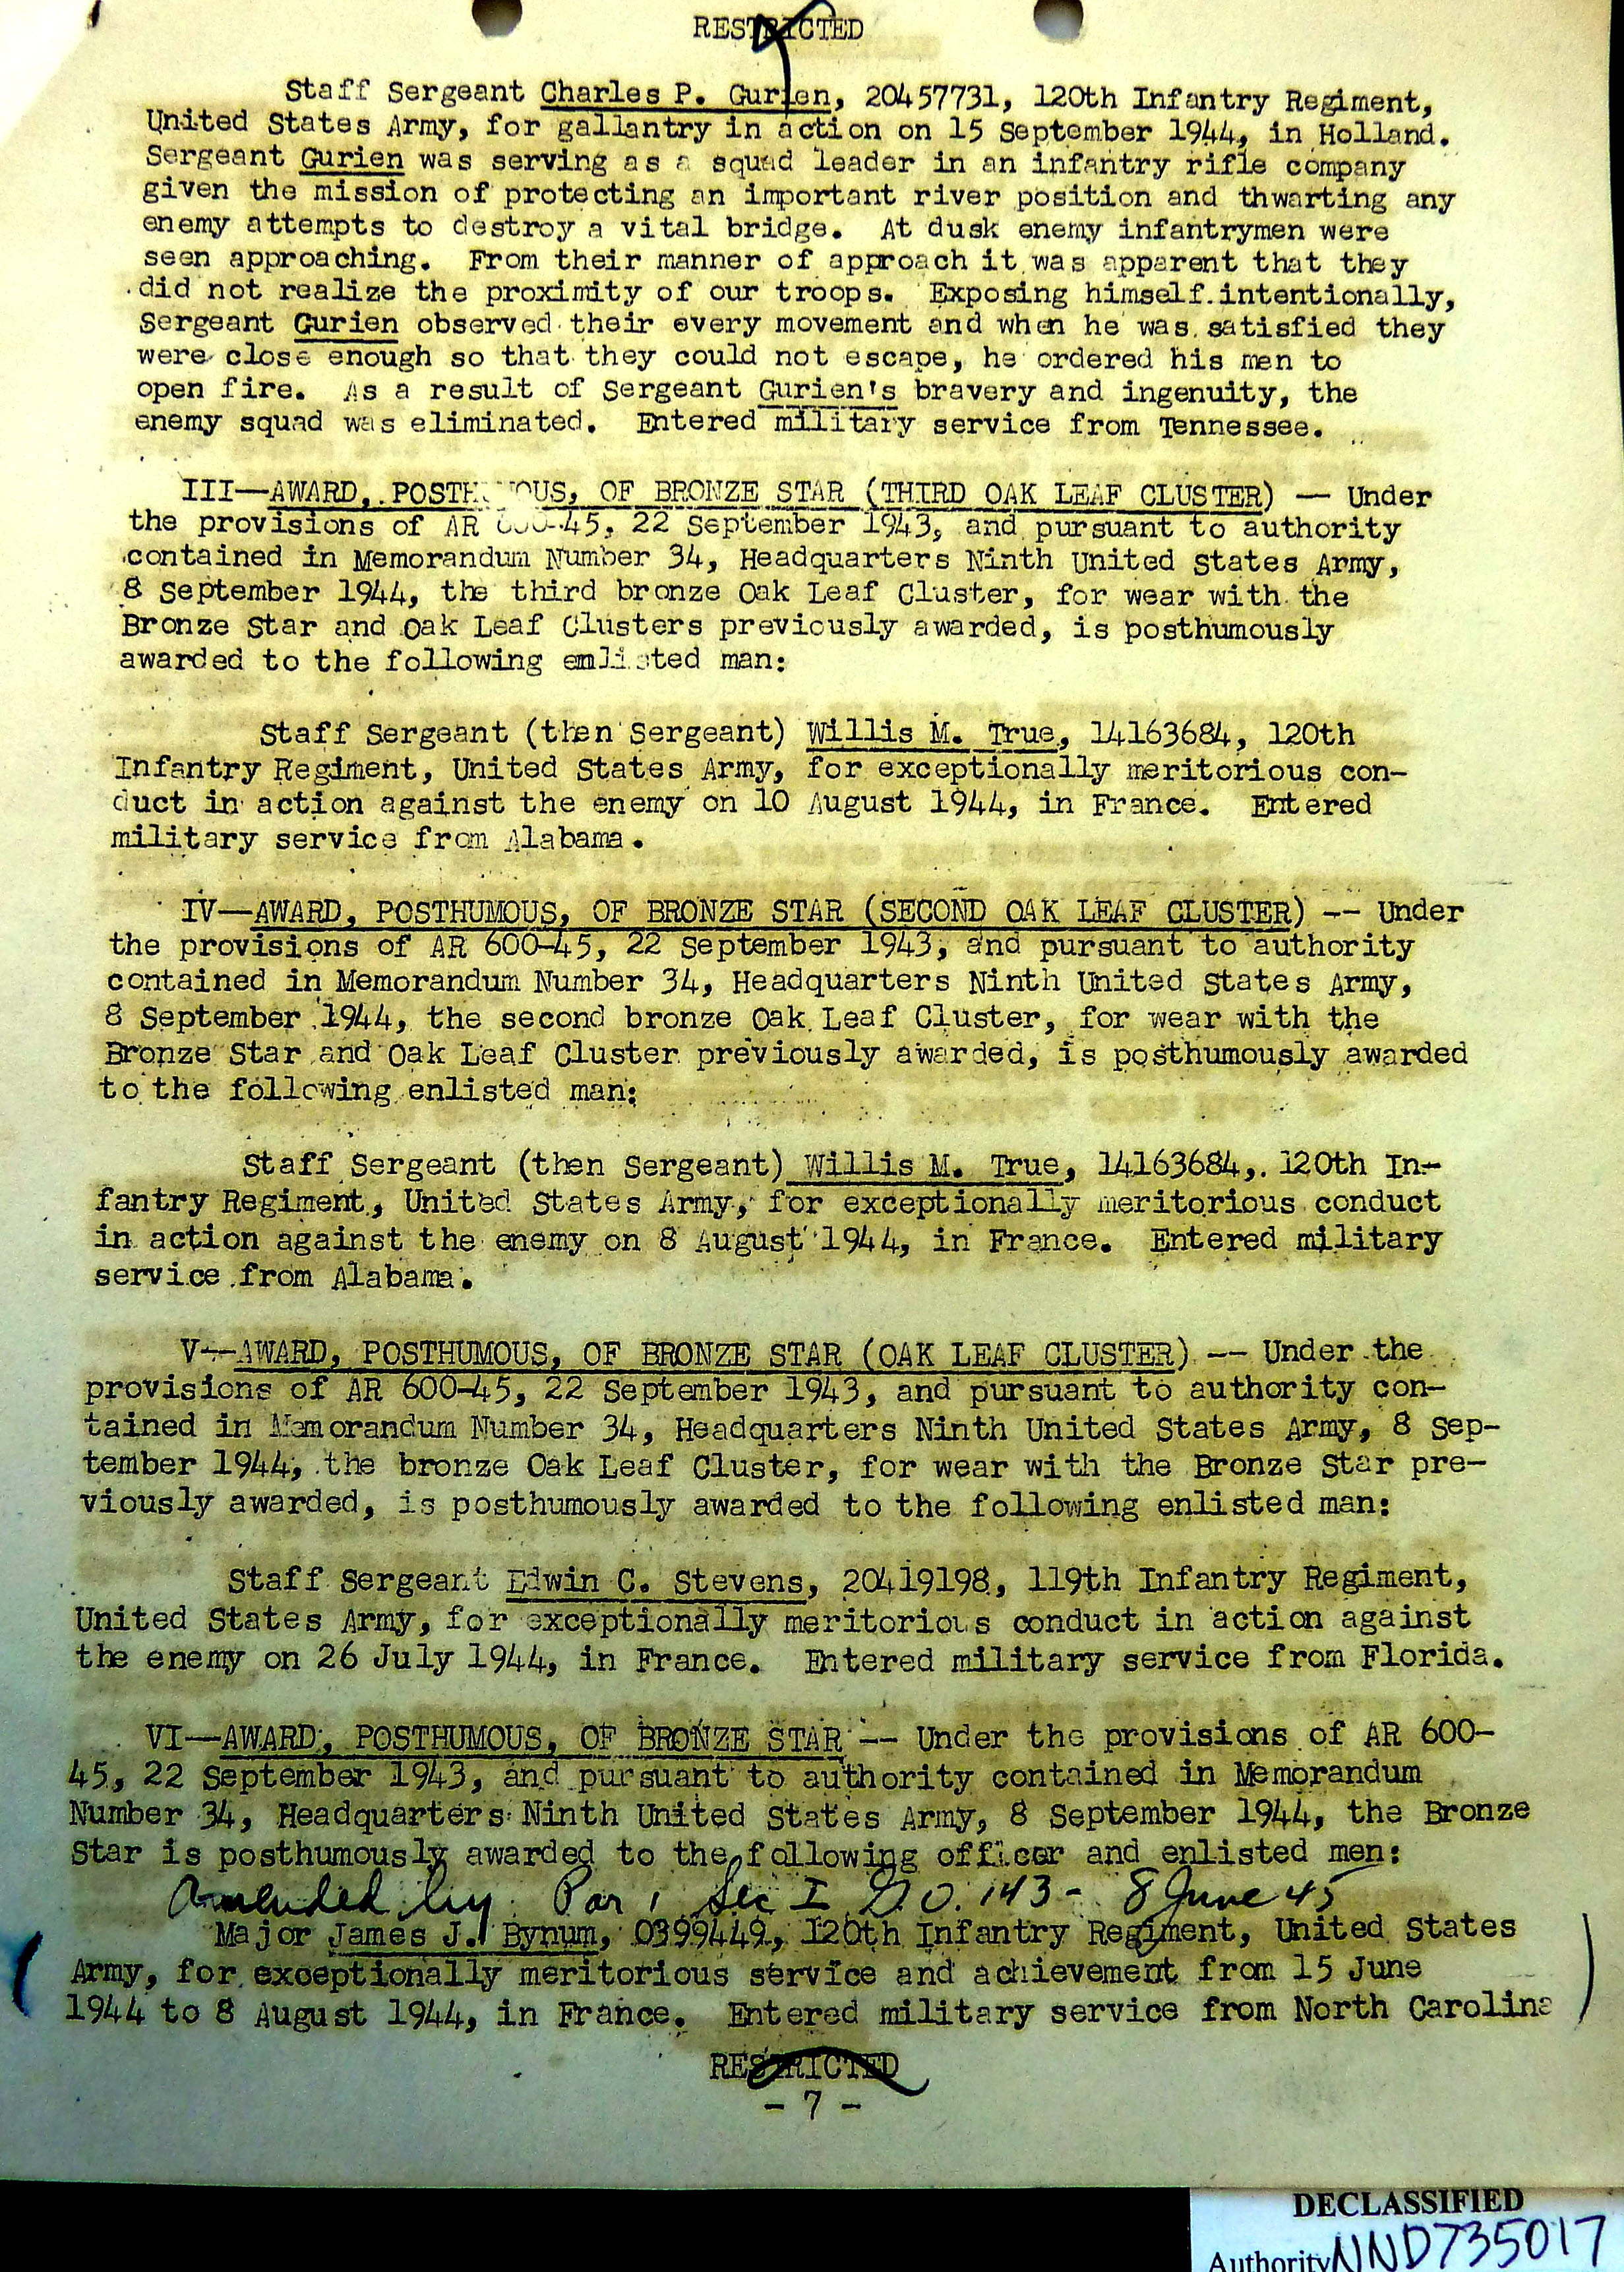 RESTRICTED
Staff Sergeant Charles P. Gurien, 20457731, 120th Infantry Regiment,
United States Army, for gallantry in action on 15 September 1944, in Holland.
Sergeant Gurien was serving as a squad leader in an infantry rifle company
given the mission of protecting an important river position and thwarting any
enemy attempts to destroy a vital bridge. At dusk enemy infantrymen were
seen approaching. From their manner of approach it was apparent that they
did not realize the proximity of our troops. Exposing himself intentionally,
Sergeant Gurien observed their every movement and when he was satisfied they
were close enough so that they could not escape, he ordered his men to
open fire. As a result of Sergeant Gurien's bravery and ingenuity, the
enemy squad was eliminated. Entered military service from Tennessee.
III—AWARD, POSTHUMOUS, OF BRONZE STAR (THIRD OAK LEAF CLUSTER) -- Under
the provisions of AR 600-45, 22 September 1943, and pursuant to authority
contained in Memorandum Number 34, Headquarters Ninth United States Army,
8 September 1944, the third bronze Oak Leaf Cluster, for wear with the
Bronze Star and Oak Leaf Clusters previously awarded, is posthumously
awarded to the following enlisted man:
Staff Sergeant (then Sergeant) Willis M. True, 14163684, 120th
Infantry Regiment, United States Army, for exceptionally meritorious con-
duct in action against the enemy on 10 August 1944, in France. Entered
military service from Alabama.
IV—AWARD, POSTHUMOUS, OF BRONZE STAR (SECOND OAK LEAF CLUSTER) -- Under
the provisions of AR 600-45, 22 September 1943, and pursuant to authority
contained in Memorandum Number 34, Headquarters Ninth United States Army,
8 September 1944, the second bronze Oak Leaf Cluster, for wear with the
Bronze Star and Oak Leaf Cluster previously awarded, is posthumously awarded
to the following enlisted man:
Staff Sergeant (then Sergeant) Willis M. True, 14163684, 120th In-
fantry Regiment, United States Army, for exceptionally meritorious conduct
in action against the enemy on 8 August 1944, in France. Entered military
service from Alabama.
V--AWARD, POSTHUMOUS, OF BRONZE STAR (OAK LEAF CLUSTER) -- Under the
provisions of AR 600-45, 22 September 1943, and pursuant to authority con-
tained in Memorandum Number 34, Headquarters Ninth United States Army, 8 Sep-
tember 1944, the bronze Oak Leaf Cluster, for wear with the Bronze Star pre-
viously awarded, is posthumously awarded to the following enlisted man:
Staff Sergeant Edwin C. Stevens, 20419198, 119th Infantry Regiment,
United States Army, for exceptionally meritorious conduct in action against
the enemy on 26 July 1944, in France. Entered military service from Florida.
VI—AWARD, POSTHUMOUS, OF BRONZE STAR -- Under the provisions of AR 600-
45, 22 September 1943, and pursuant to authority contained in Memorandum
Number 34, Headquarters Ninth United States Army, 8 September 1944, the Bronze
Star is posthumously awarded to the following officer and enlisted men:
Amended by Par 1 Sec I G.O. 143 - 8 June 45
Major James J. Bynum, 0399449, 120th Infantry Regiment, United States
Army, for exceptionally meritorious service and achievement from 15 June
1944 to 8 August 1944, in France. Entered military service from North Carolina
RESTRICTED
- 7 -
DECLASSIFIED
Authority NND735017